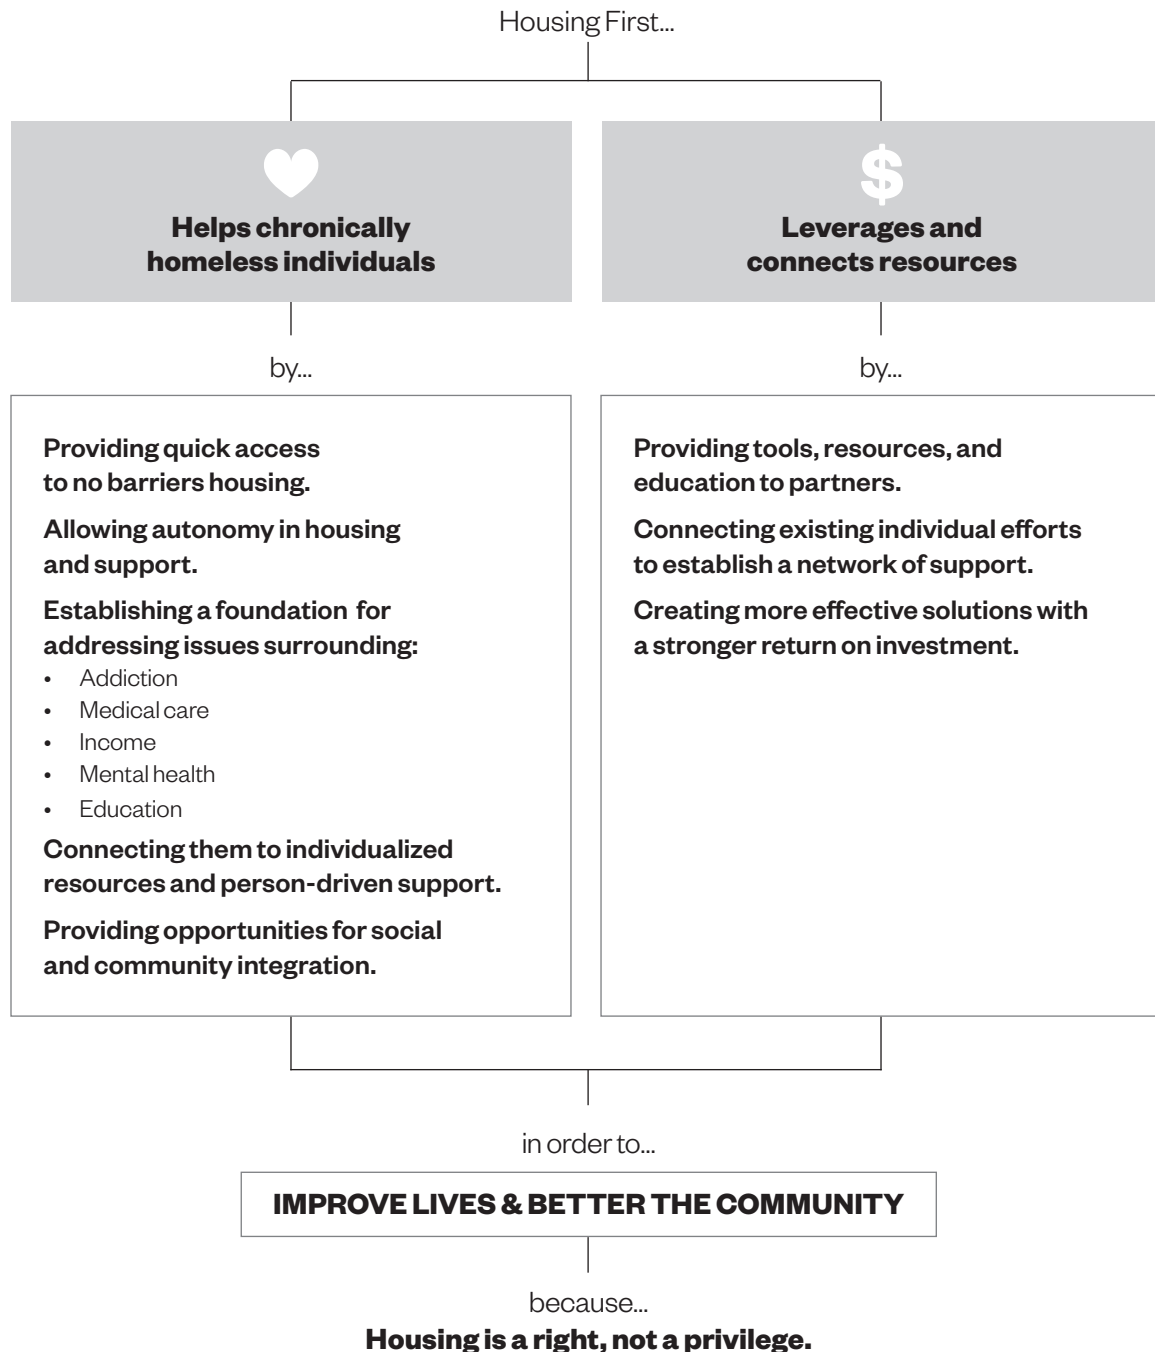 Housing First...
Helps chronically
homeless individuals
by...
Providing quick access
to no barriers housing.
Allowing autonomy in housing
and support.
Establishing a foundation for
addressing issues surrounding:
• Addiction
• Medical care
• Income
• Mental health
• Education
Connecting them to individualized
resources and person-driven support.
Providing opportunities for social
and community integration.
$
Leverages and
connects resources
by...
Providing tools, resources, and
education to partners.
Connecting existing individual efforts
to establish a network of support.
Creating more effective solutions with
a stronger return on investment.
in order to...
IMPROVE LIVES & BETTER THE COMMUNITY
because...
Housing is a right, not a privilege.